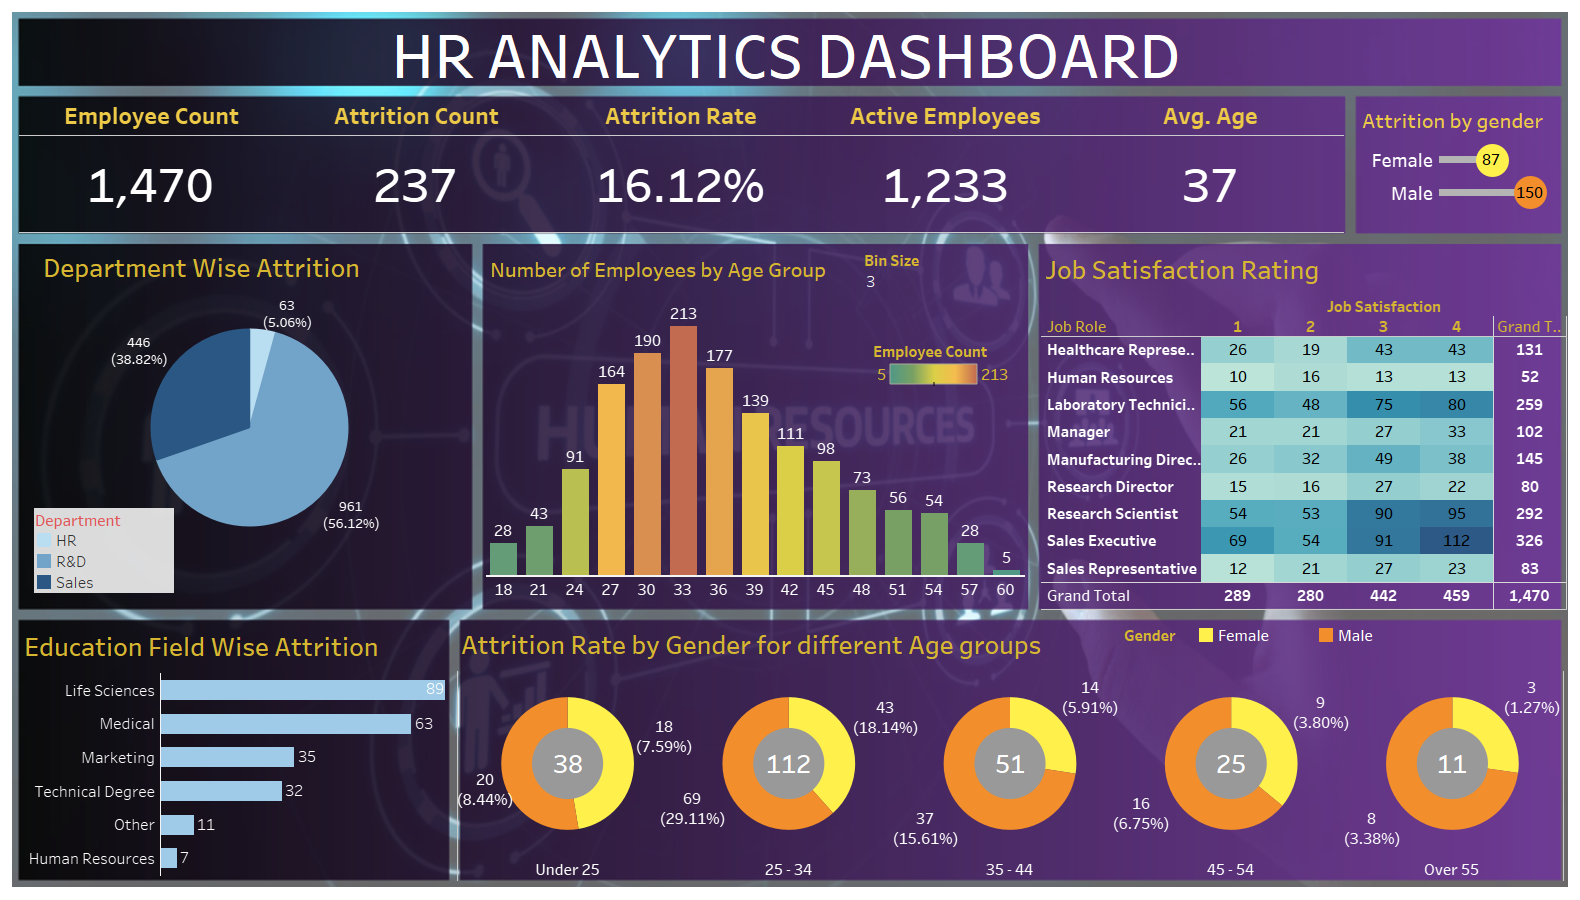 HR ANALYTICS DASHBOARD
Employee Count Attrition Count Attrition Rate Active Employees Avg. Age
1,470 237 16.12% 1,233 37
Attrition by gender
Female 87
Male 150
Department Wise Attrition
63
(5.06%)
446
(38.82%)
961
(56.12%)
Department
HR
R&D
Sales
Number of Employees by Age Group
Bin Size
3
Employee Count
5 213
28 43 91 164 190 213 177 139 111 98 73 56 54 28 5
18 21 24 27 30 33 36 39 42 45 48 51 54 57 60
HUMAN RESOURCES
Job Satisfaction Rating
Job Satisfaction
Job Role 1 2 3 4 Grand T..
Healthcare Represe.. 26 19 43 43 131
Human Resources 10 16 13 13 52
Laboratory Technici.. 56 48 75 80 259
Manager 21 21 27 33 102
Manufacturing Direc.. 26 32 49 38 145
Research Director 15 16 27 22 80
Research Scientist 54 53 90 95 292
Sales Executive 69 54 91 112 326
Sales Representative 12 21 27 23 83
Grand Total 289 280 442 459 1,470
Education Field Wise Attrition
Life Sciences 89
Medical 63
Marketing 35
Technical Degree 32
Other 11
Human Resources 7
Attrition Rate by Gender for different Age groups
Gender Female Male
38
18
(7.59%)
20
(8.44%)
Under 25
112
43
(18.14%)
69
(29.11%)
25 - 34
51
14
(5.91%)
37
(15.61%)
35 - 44
25
9
(3.80%)
16
(6.75%)
45 - 54
11
3
(1.27%)
8
(3.38%)
Over 55